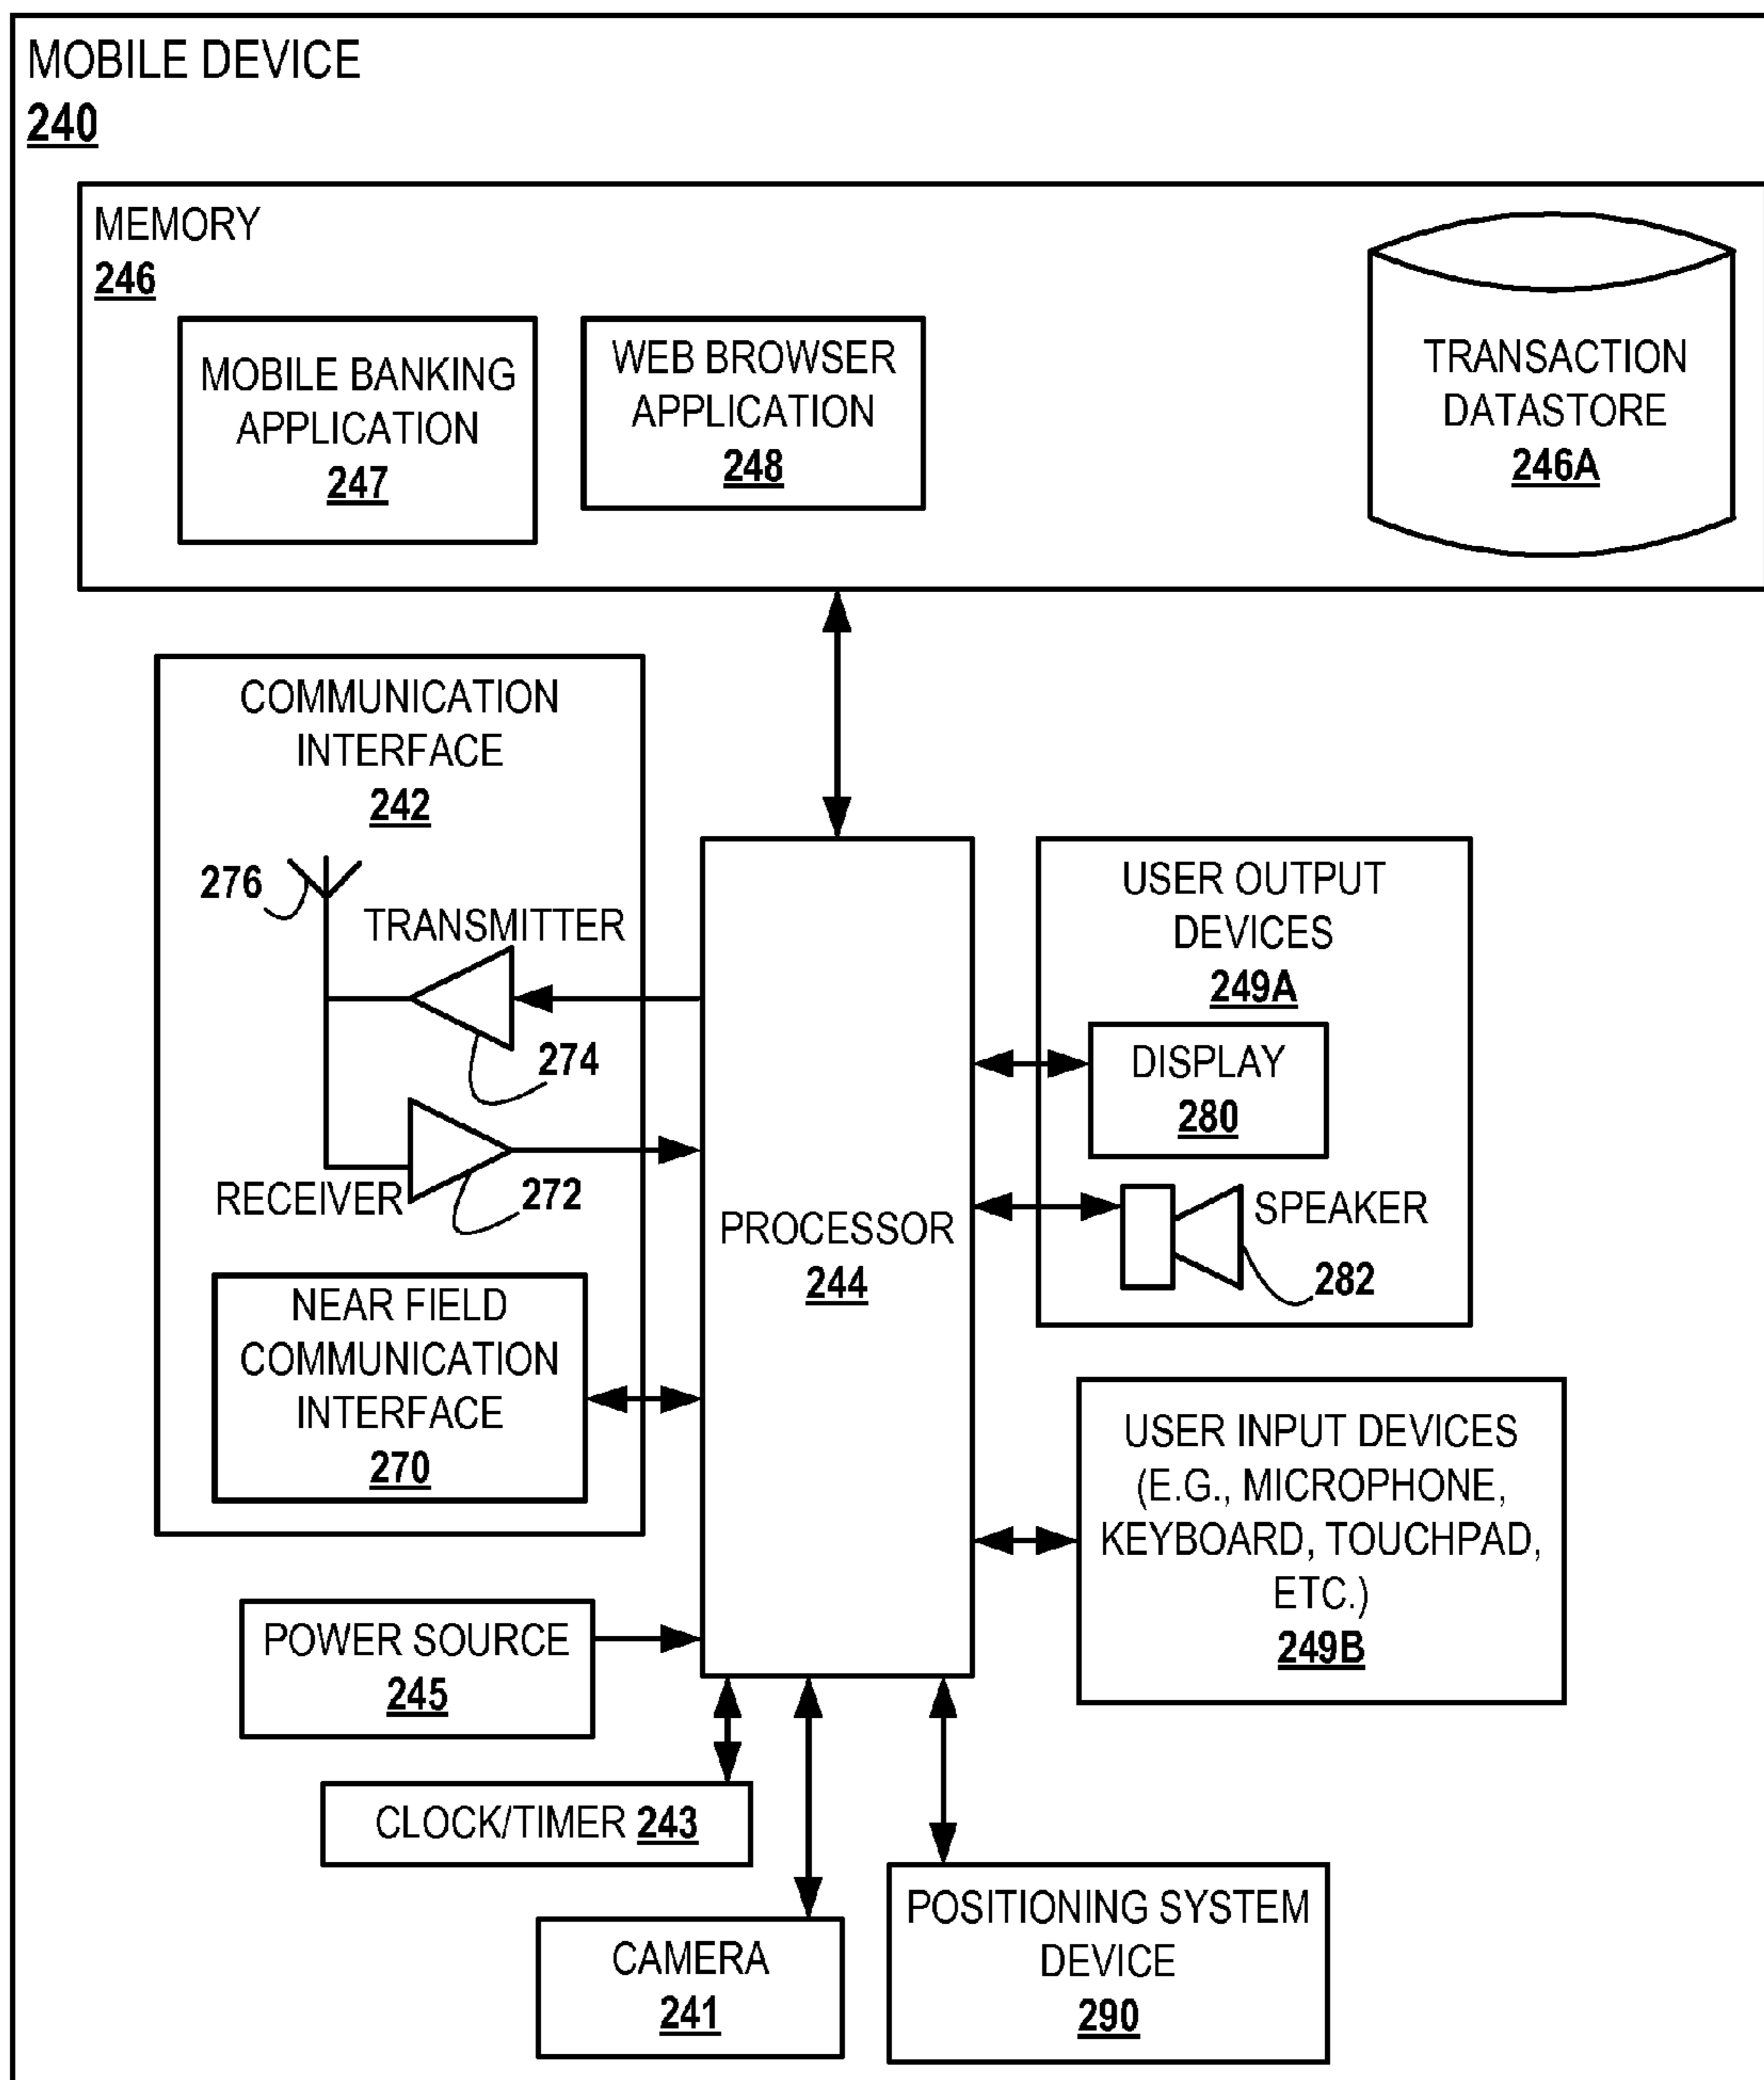 MOBILE DEVICE
240
MEMORY
246
MOBILE BANKING
APPLICATION
247
WEB BROWSER
APPLICATION
248
TRANSACTION
DATASTORE
246A
COMMUNICATION
INTERFACE
242
276
TRANSMITTER
274
RECEIVER
272
NEAR FIELD
COMMUNICATION
INTERFACE
270
PROCESSOR
244
USER OUTPUT
DEVICES
249A
DISPLAY
280
SPEAKER
282
USER INPUT DEVICES
(E.G., MICROPHONE,
KEYBOARD, TOUCHPAD,
ETC.)
249B
POWER SOURCE
245
CLOCK/TIMER 243
CAMERA
241
POSITIONING SYSTEM
DEVICE
290